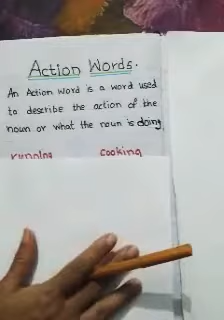 Action Words.
An Action word is a word used
to describe the action of the
noun or what the noun is doing.
running Cooking